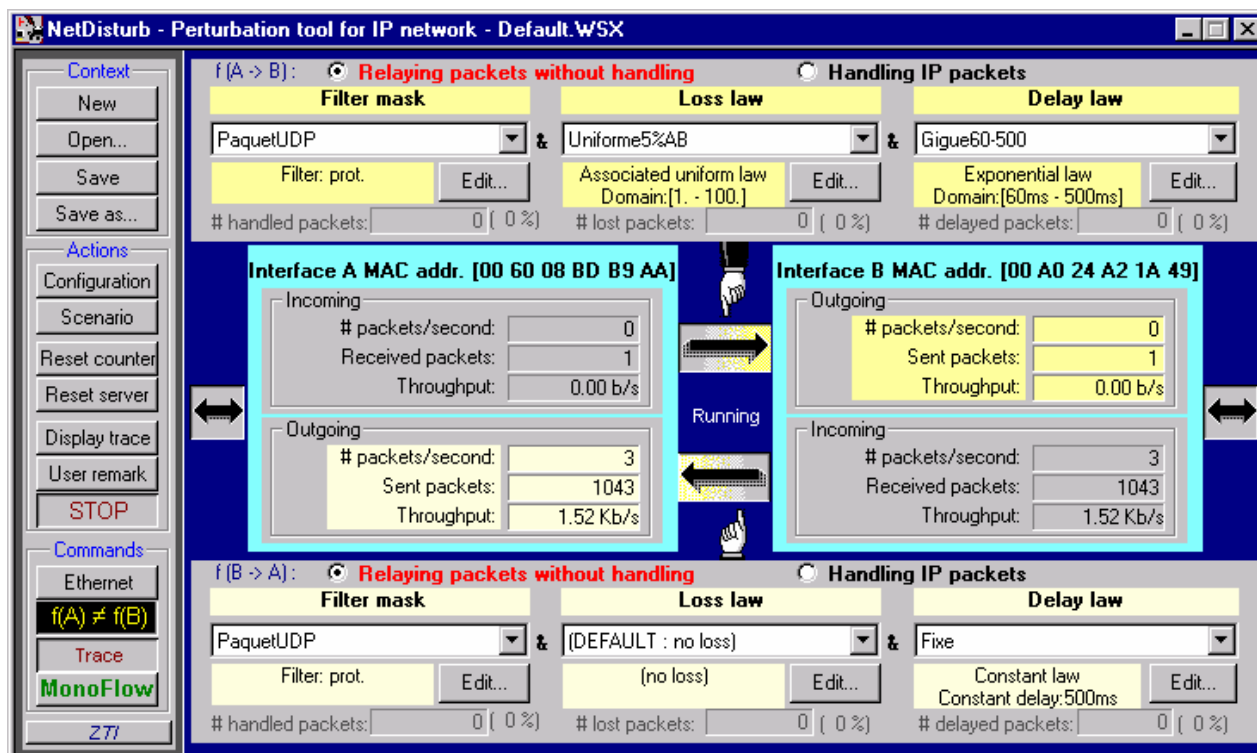 NetDisturb - Perturbation tool for IP network - Default.WSX
Context
New
Open...
Save
Save as...
Actions
Configuration
Scenario
Reset counter
Reset server
Display trace
User remark
STOP
Commands
Ethernet
f(A) ≠ f(B)
Trace
MonoFlow
ZTI
f (A -> B) : Relaying packets without handling Handling IP packets
Filter mask Loss law Delay law
PaquetUDP & Uniforme5%AB & Gigue60-500
Filter: prot. Edit... Associated uniform law Edit... Exponential law Edit...
Domain:[1. - 100.] Domain:[60ms - 500ms]
# handled packets: 0 ( 0 %) # lost packets: 0 ( 0 %) # delayed packets: 0 ( 0 %)
Interface A MAC addr. [00 60 08 BD B9 AA] Interface B MAC addr. [00 A0 24 A2 1A 49]
Incoming Outgoing
# packets/second: 0 # packets/second: 0
Received packets: 1 Sent packets: 1
Throughput: 0.00 b/s Throughput: 0.00 b/s
Running
Outgoing Incoming
# packets/second: 3 # packets/second: 3
Sent packets: 1043 Received packets: 1043
Throughput: 1.52 Kb/s Throughput: 1.52 Kb/s
f (B -> A) : Relaying packets without handling Handling IP packets
Filter mask Loss law Delay law
PaquetUDP & (DEFAULT : no loss) & Fixe
Filter: prot. Edit... (no loss) Edit... Constant law Edit...
Constant delay:500ms
# handled packets: 0 ( 0 %) # lost packets: 0 ( 0 %) # delayed packets: 0 ( 0 %)